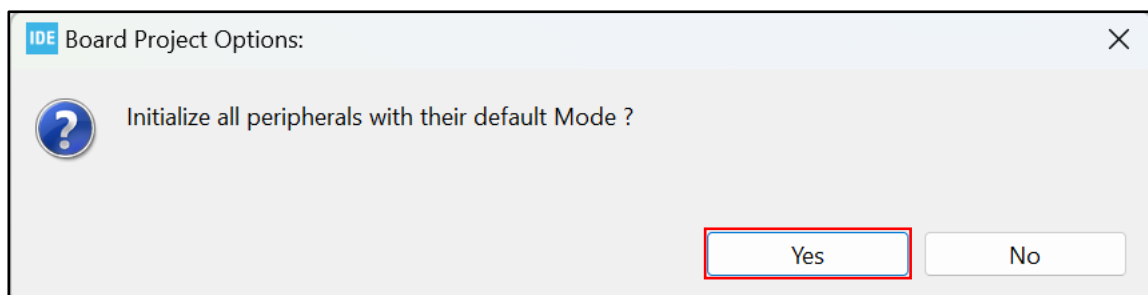 IDE Board Project Options:
Initialize all peripherals with their default Mode ?
Yes No